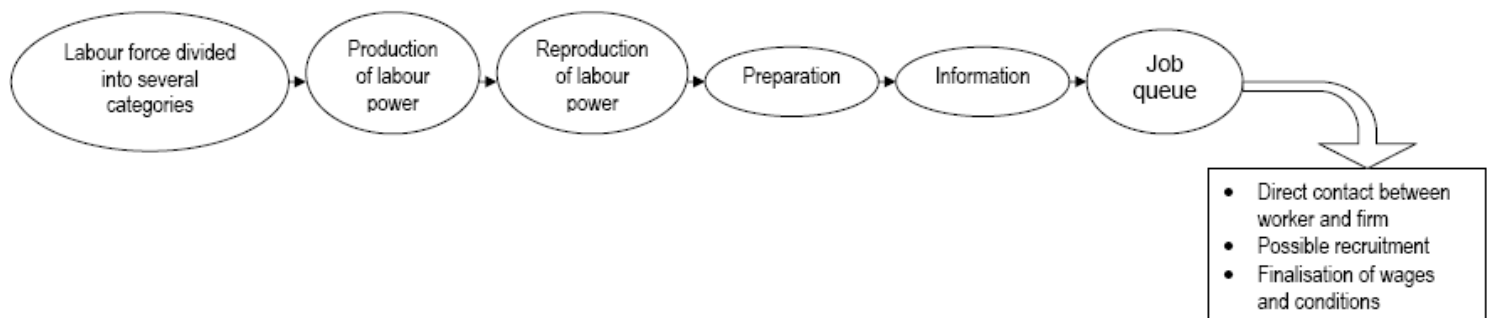 Labour force divided
into several
categories
Production
of labour
power
Reproduction
of labour
power
Preparation
Information
Job
queue
• Direct contact between
worker and firm
• Possible recruitment
• Finalisation of wages
and conditions